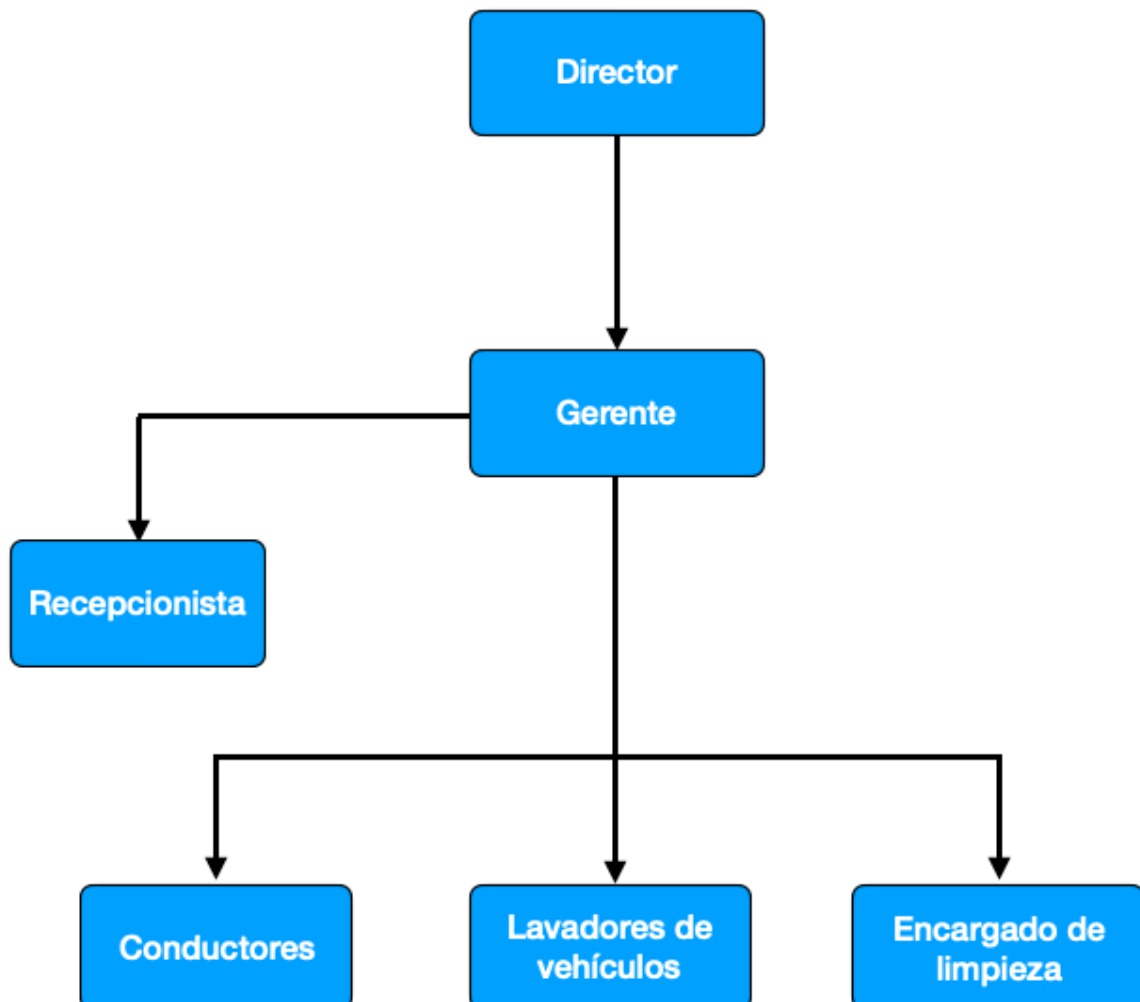 Director
Gerente
Recepcionista
Conductores
Lavadores de
vehículos
Encargado de
limpieza